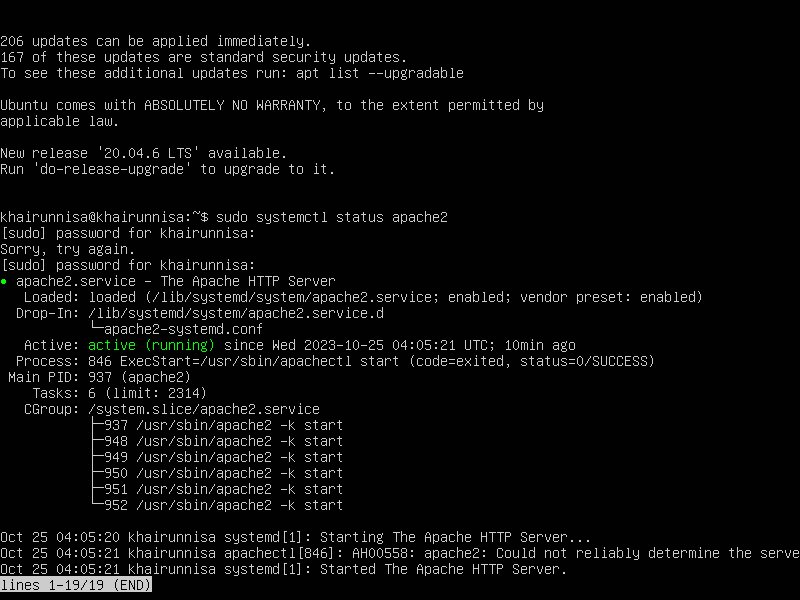 206 updates can be applied immediately.
167 of these updates are standard security updates.
To see these additional updates run: apt list --upgradable
Ubuntu comes with ABSOLUTELY NO WARRANTY, to the extent permitted by
applicable law.
New release '20.04.6 LTS' available.
Run 'do-release-upgrade' to upgrade to it.
khairunnisa@khairunnisa:~$ sudo systemctl status apache2
[sudo] password for khairunnisa:
Sorry, try again.
[sudo] password for khairunnisa:
● apache2.service - The Apache HTTP Server
   Loaded: loaded (/lib/systemd/system/apache2.service; enabled; vendor preset: enabled)
  Drop-In: /lib/systemd/system/apache2.service.d
           └─apache2-systemd.conf
   Active: active (running) since Wed 2023-10-25 04:05:21 UTC; 10min ago
  Process: 846 ExecStart=/usr/sbin/apachectl start (code=exited, status=0/SUCCESS)
 Main PID: 937 (apache2)
    Tasks: 6 (limit: 2314)
   CGroup: /system.slice/apache2.service
           ├─937 /usr/sbin/apache2 -k start
           ├─948 /usr/sbin/apache2 -k start
           ├─949 /usr/sbin/apache2 -k start
           ├─950 /usr/sbin/apache2 -k start
           ├─951 /usr/sbin/apache2 -k start
           └─952 /usr/sbin/apache2 -k start
Oct 25 04:05:20 khairunnisa systemd[1]: Starting The Apache HTTP Server...
Oct 25 04:05:21 khairunnisa apachectl[846]: AH00558: apache2: Could not reliably determine the serve
Oct 25 04:05:21 khairunnisa systemd[1]: Started The Apache HTTP Server.
lines 1-19/19 (END)